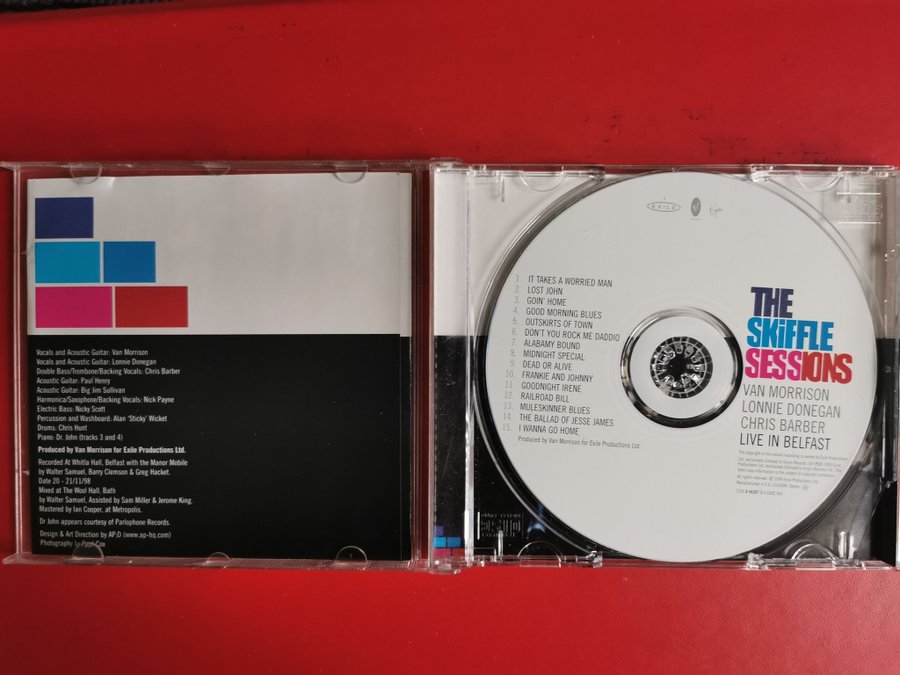 Vocals and Acoustic Guitar: Van Morrison
Vocals and Acoustic Guitar: Lonnie Donegan
Double Bass/Trombone/Backing Vocals: Chris Barber
Acoustic Guitar: Paul Henry
Acoustic Guitar: Big Jim Sullivan
Harmonica/Saxophone/Backing Vocals: Nick Payne
Electric Bass: Nicky Scott
Percussion and Washboard: Alan 'Sticky' Wicket
Drums: Chris Hunt
Piano: Dr. John (tracks 3 and 4)
Produced by Van Morrison for Exile Productions Ltd.
Recorded At Whitla Hall, Belfast with the Manor Mobile
by Walter Samuel, Barry Clemson & Greg Hacket.
Date 20 - 21/11/98
Mixed at The Wool Hall, Bath
by Walter Samuel, Assisted by Sam Miller & Jerome King.
Mastered by Ian Cooper, at Metropolis.
Dr John appears courtesy of Parlophone Records.
Design & Art Direction by AP;D (www.ap-hq.com)
Photography by Paul Cox
EXILE
1. IT TAKES A WORRIED MAN
2. LOST JOHN
3. GOIN' HOME
4. GOOD MORNING BLUES
5. OUTSKIRTS OF TOWN
6. DON'T YOU ROCK ME DADDIO
7. ALABAMY BOUND
8. MIDNIGHT SPECIAL
9. DEAD OR ALIVE
10. FRANKIE AND JOHNNY
11. GOODNIGHT IRENE
12. RAILROAD BILL
13. MULESKINNER BLUES
14. THE BALLAD OF JESSE JAMES
15. I WANNA GO HOME
Produced by Van Morrison for Exile Productions Ltd.
THE
SKiFFLE
SESSIONS
VAN MORRISON
LONNIE DONEGAN
CHRIS BARBER
LIVE IN BELFAST